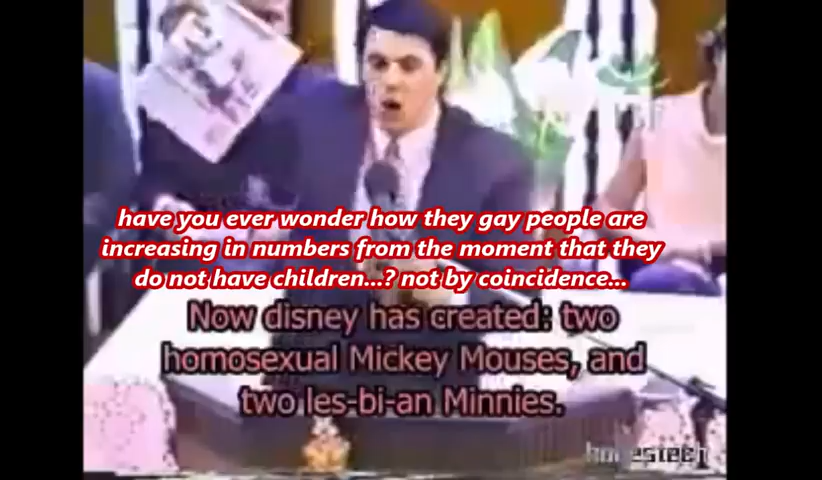 have you ever wonder how they gay people are
increasing in numbers from the moment that they
do not have children...? not by coincidence...
Now disney has created: two
homosexual Mickey Mouses, and
two les-bi-an Minnies.
honestech